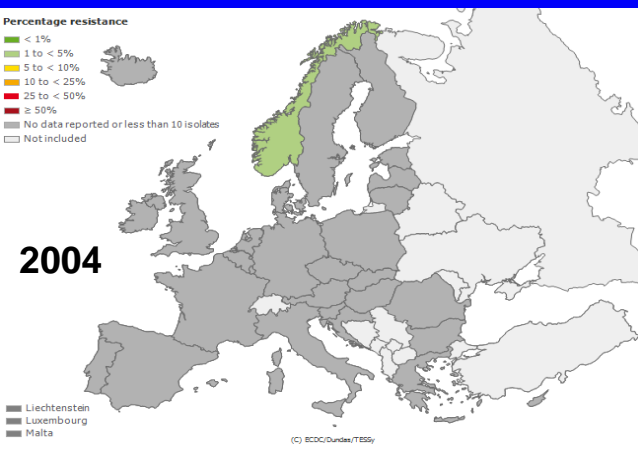 Percentage resistance
< 1%
1 to < 5%
5 to < 10%
10 to < 25%
25 to < 50%
≥ 50%
No data reported or less than 10 isolates
Not included
2004
Liechtenstein
Luxembourg
Malta
(C) ECDC/Dundas/TESSy